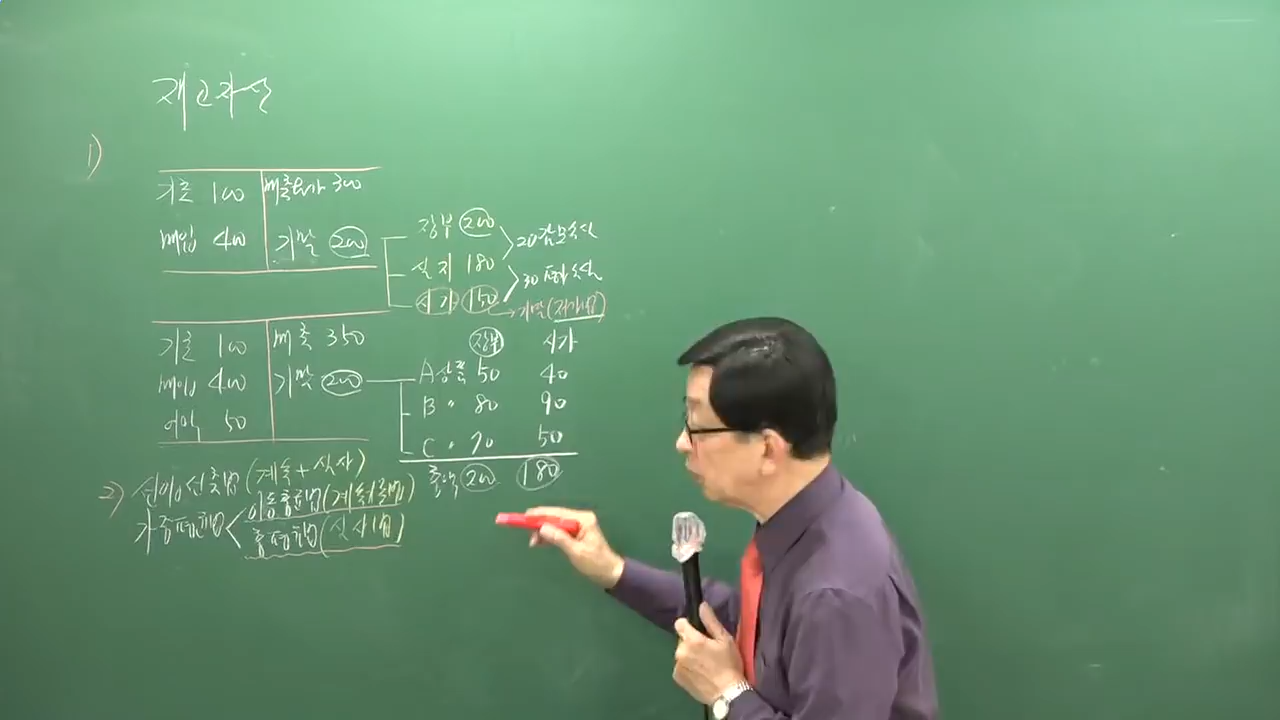 재고자산
1)
기초 100 매출원가 300
매입 400 기말 200
장부 200
실지 180
시가 150
20 감모손실
30 평가손실
기말 (저가법)
기초 100 매출 350
매입 400 기말 200
이익 50
장부 시가
A상품 50 40
B 〃 80 90
C 〃 70 50
총액 200 180
2) 선입선출법 (계속+실사)
가중평균법 < 이동평균법 (계속기록법)
총평균법 (실사법)